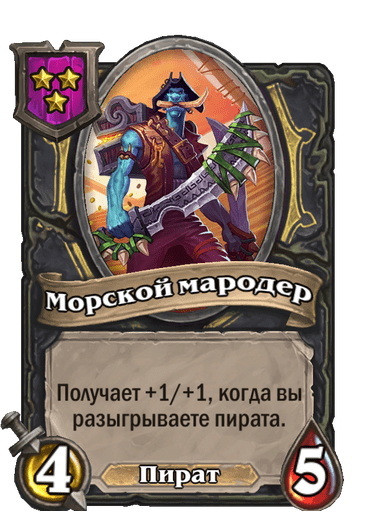 Морской мародер
Получает +1/+1, когда вы
разыгрываете пирата.
4
Пират
5